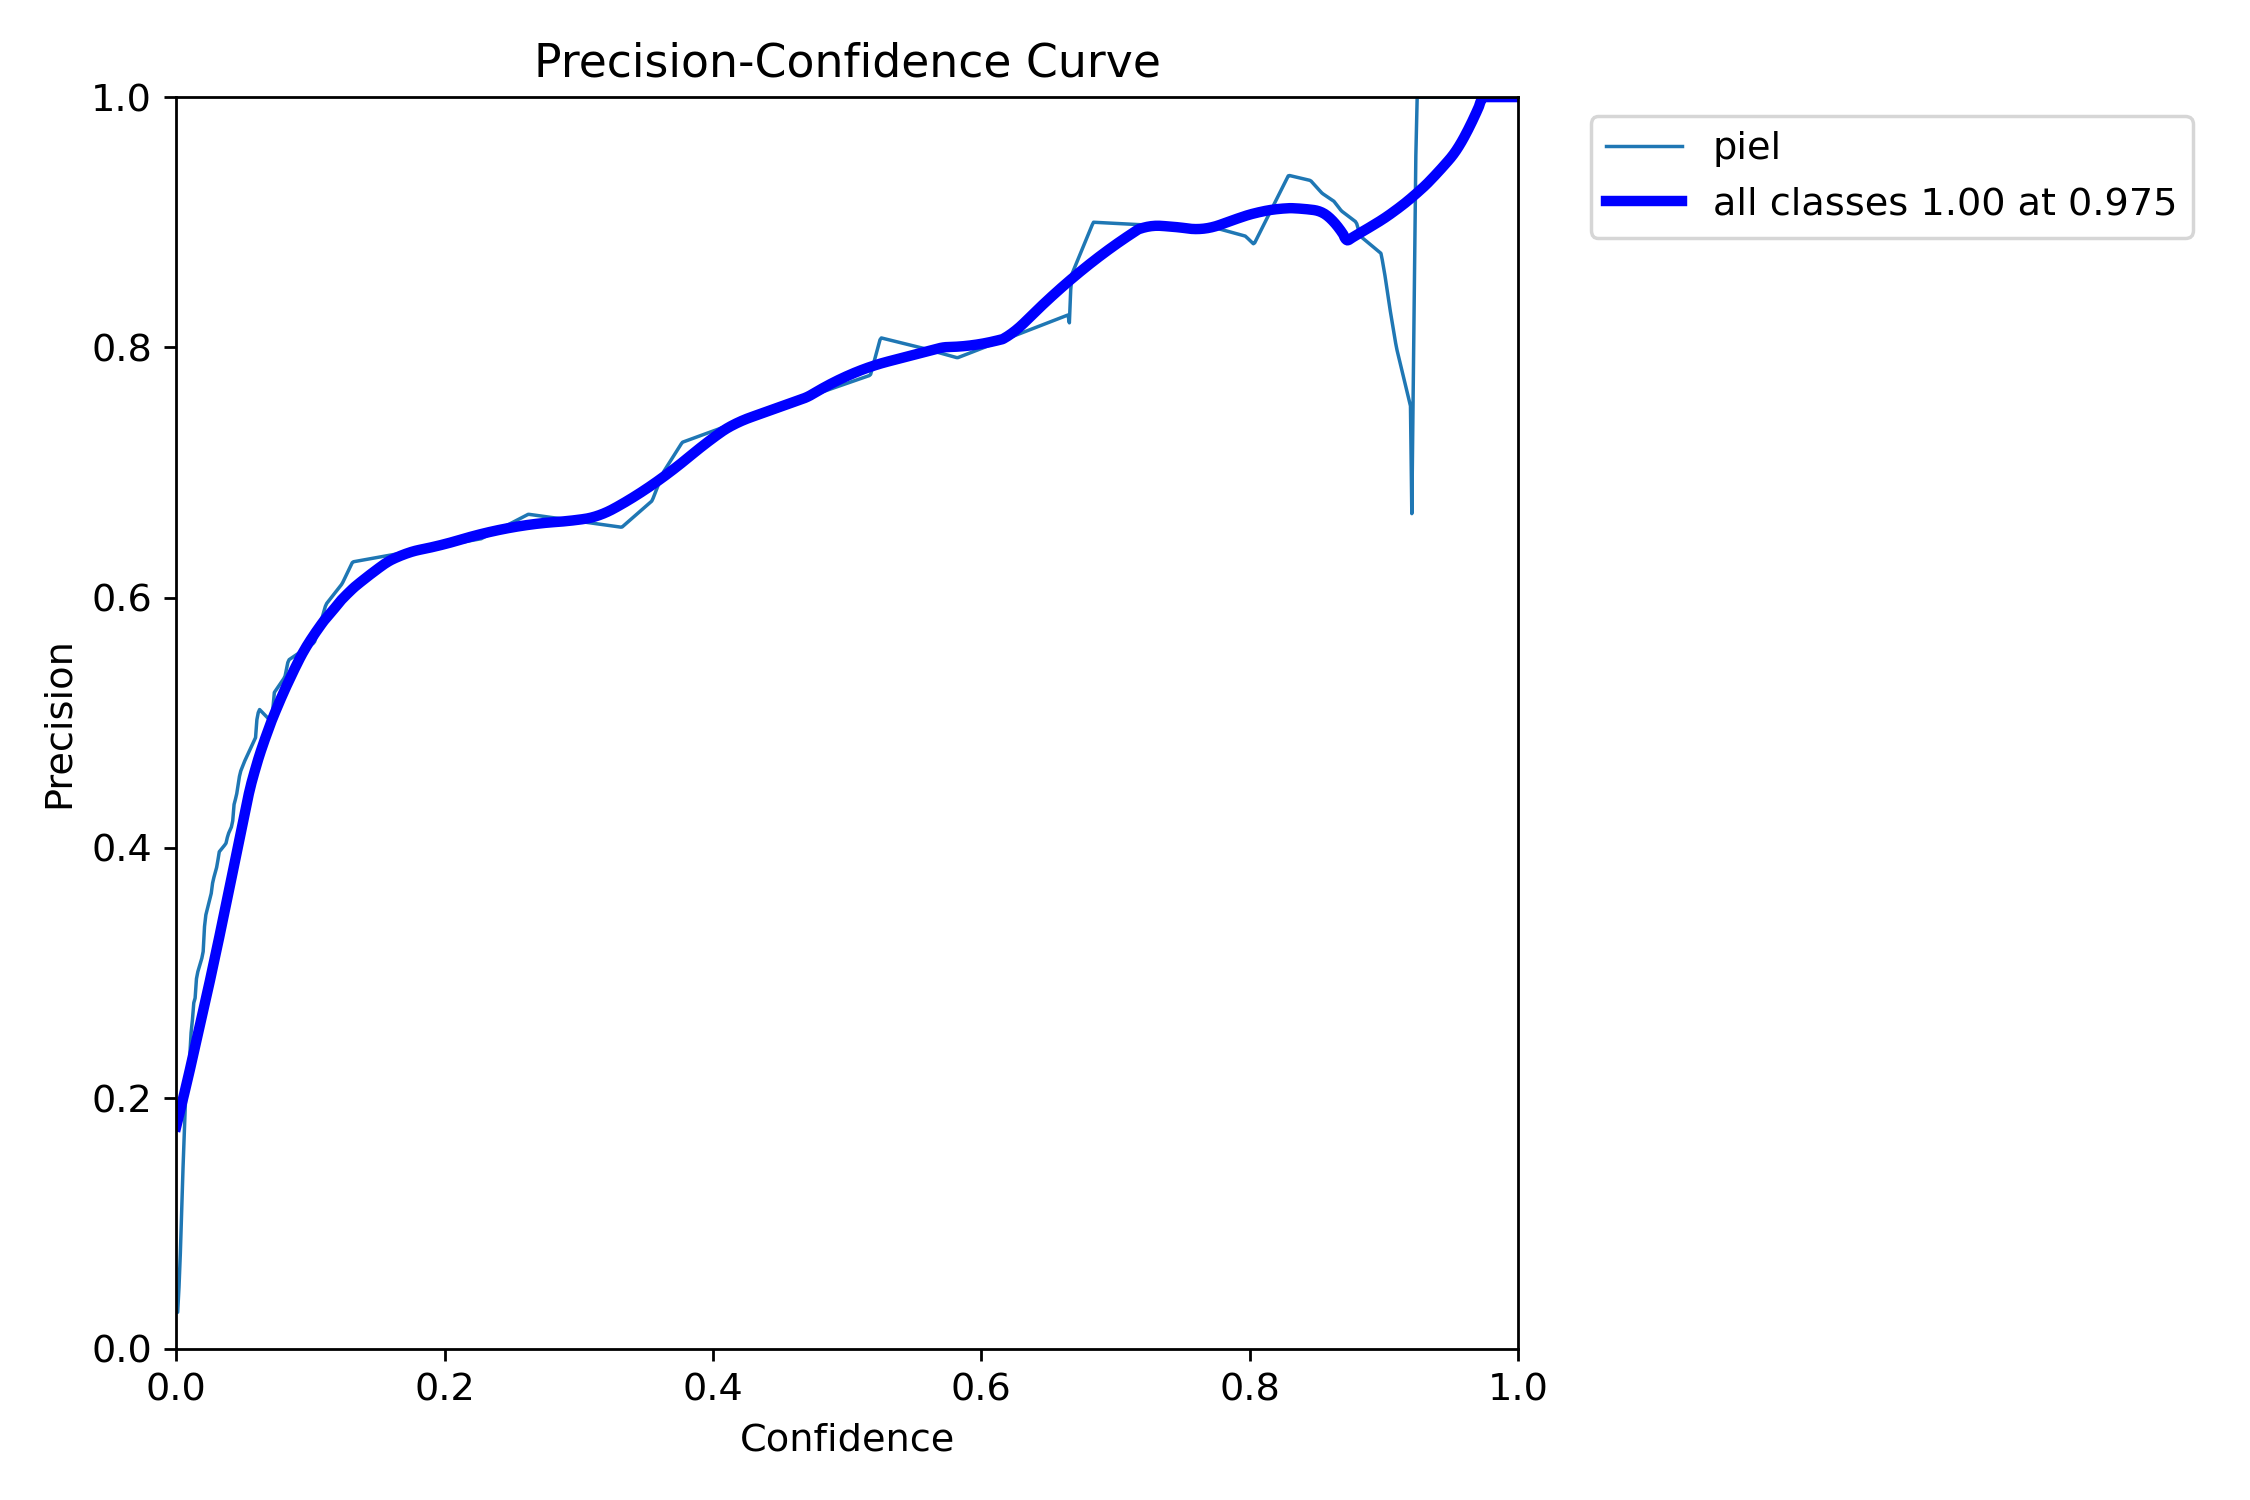 Precision-Confidence Curve
piel
all classes 1.00 at 0.975
1.0
0.8
0.6
0.4
0.2
0.0
Precision
0.0 0.2 0.4 0.6 0.8 1.0
Confidence